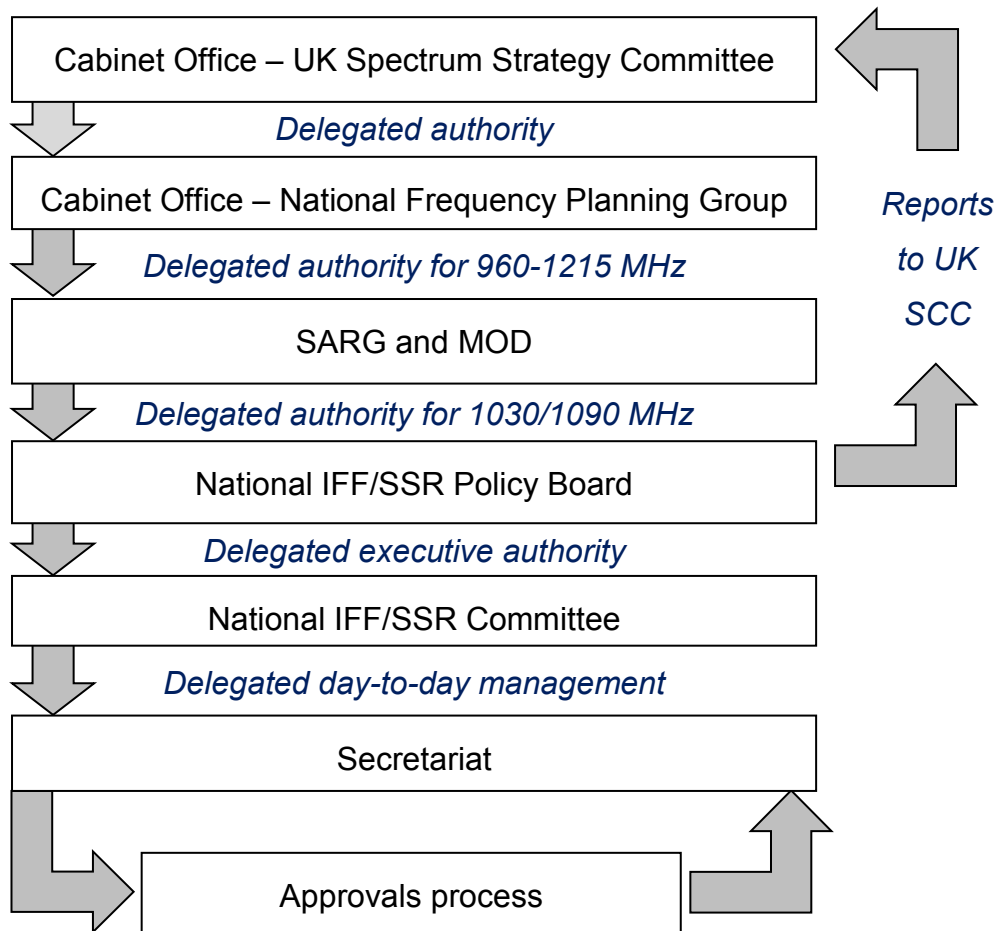 Cabinet Office – UK Spectrum Strategy Committee
Delegated authority
Cabinet Office – National Frequency Planning Group
Delegated authority for 960-1215 MHz
SARG and MOD
Delegated authority for 1030/1090 MHz
National IFF/SSR Policy Board
Delegated executive authority
National IFF/SSR Committee
Delegated day-to-day management
Secretariat
Approvals process
Reports
to UK
SCC